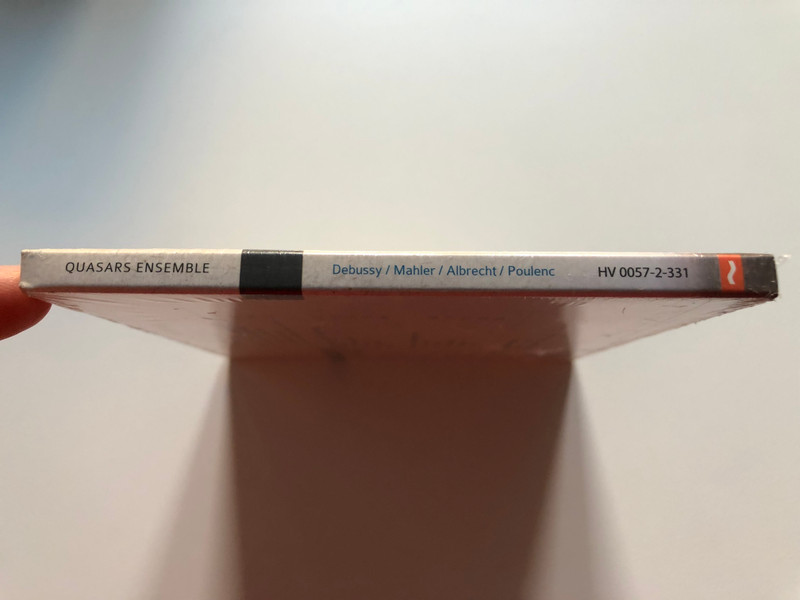 QUASARS ENSEMBLE Debussy / Mahler / Albrecht / Poulenc HV 0057-2-331